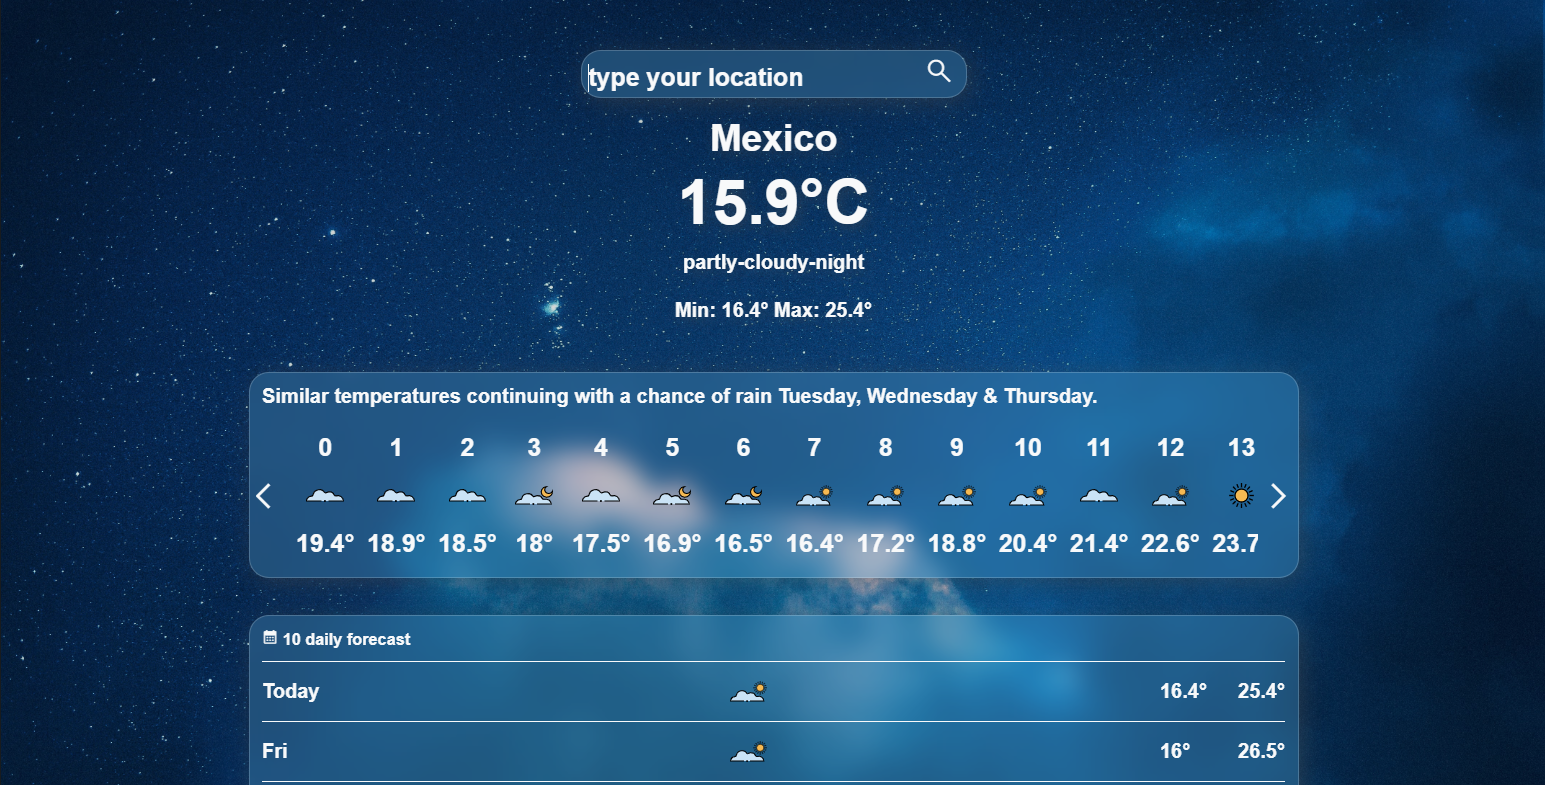 type your location
Mexico
15.9°C
partly-cloudy-night
Min: 16.4° Max: 25.4°
Similar temperatures continuing with a chance of rain Tuesday, Wednesday & Thursday.
0 1 2 3 4 5 6 7 8 9 10 11 12 13
19.4° 18.9° 18.5° 18° 17.5° 16.9° 16.5° 16.4° 17.2° 18.8° 20.4° 21.4° 22.6° 23.7
10 daily forecast
Today 16.4° 25.4°
Fri 16° 26.5°